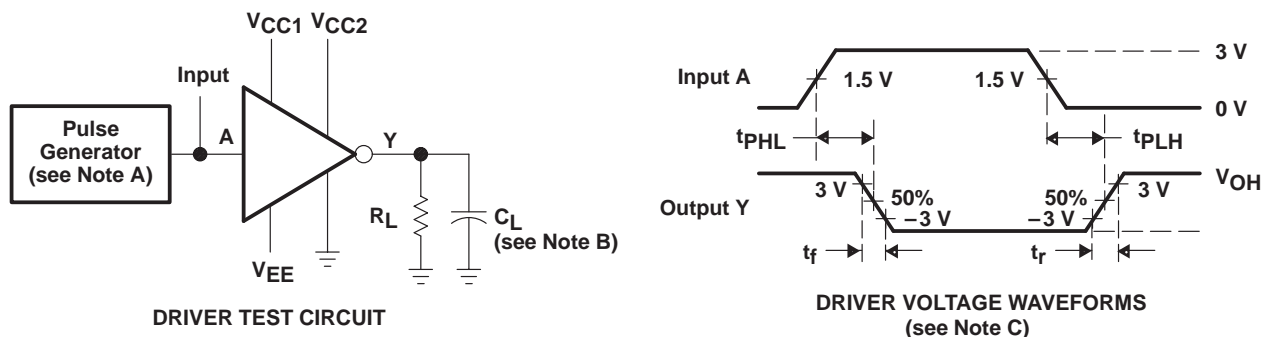 VCC1 VCC2
Input
Pulse
Generator
(see Note A)
A
Y
RL
CL
(see Note B)
VEE
DRIVER TEST CIRCUIT
Input A
1.5 V
1.5 V
3 V
0 V
tPHL
tPLH
Output Y
3 V
50%
−3 V
50%
−3 V
3 V
VOH
tf
tr
DRIVER VOLTAGE WAVEFORMS
(see Note C)